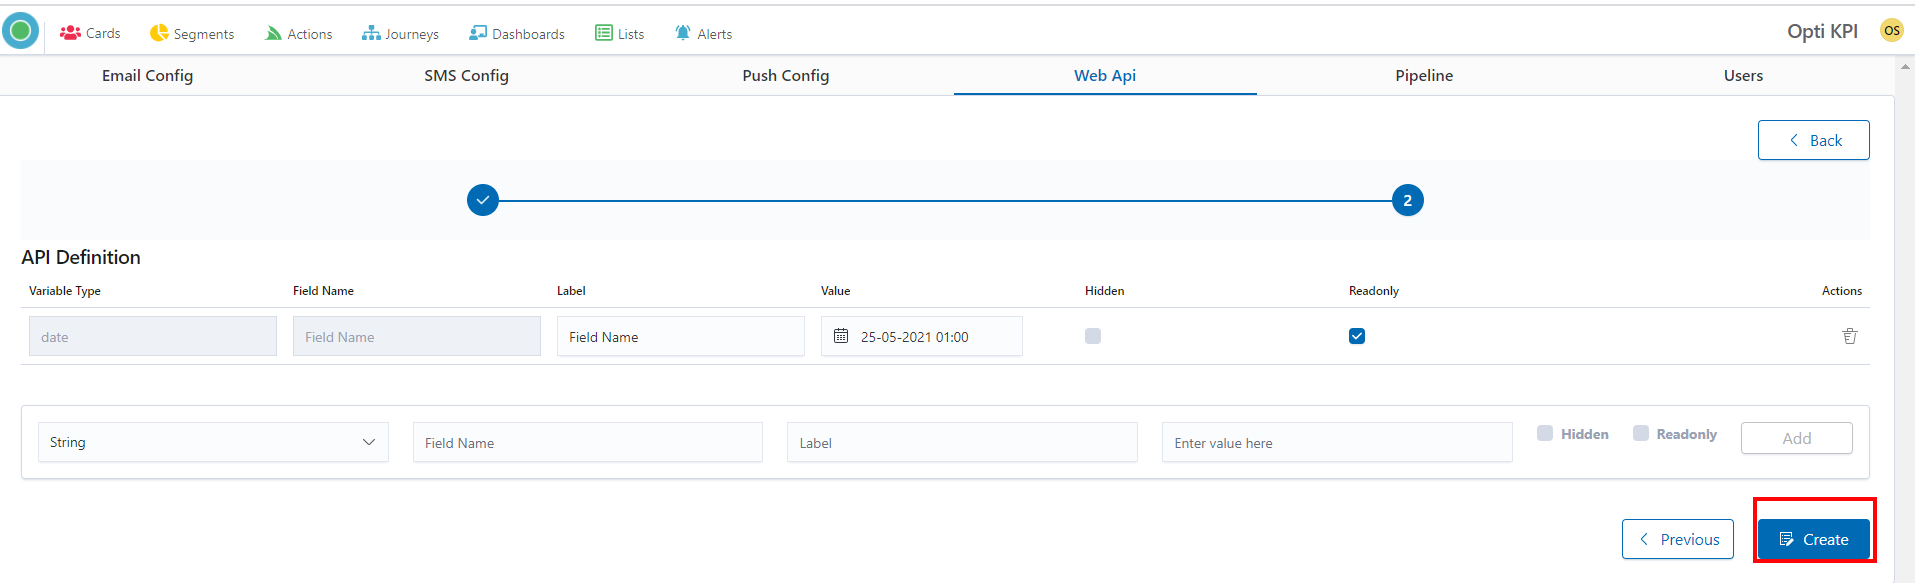 Cards Segments Actions Journeys Dashboards Lists Alerts Opti KPI OS
Email Config SMS Config Push Config Web Api Pipeline Users
Back
2
API Definition
Variable Type Field Name Label Value Hidden Readonly Actions
date Field Name Field Name 25-05-2021 01:00
String Field Name Label Enter value here Hidden Readonly Add
Previous Create